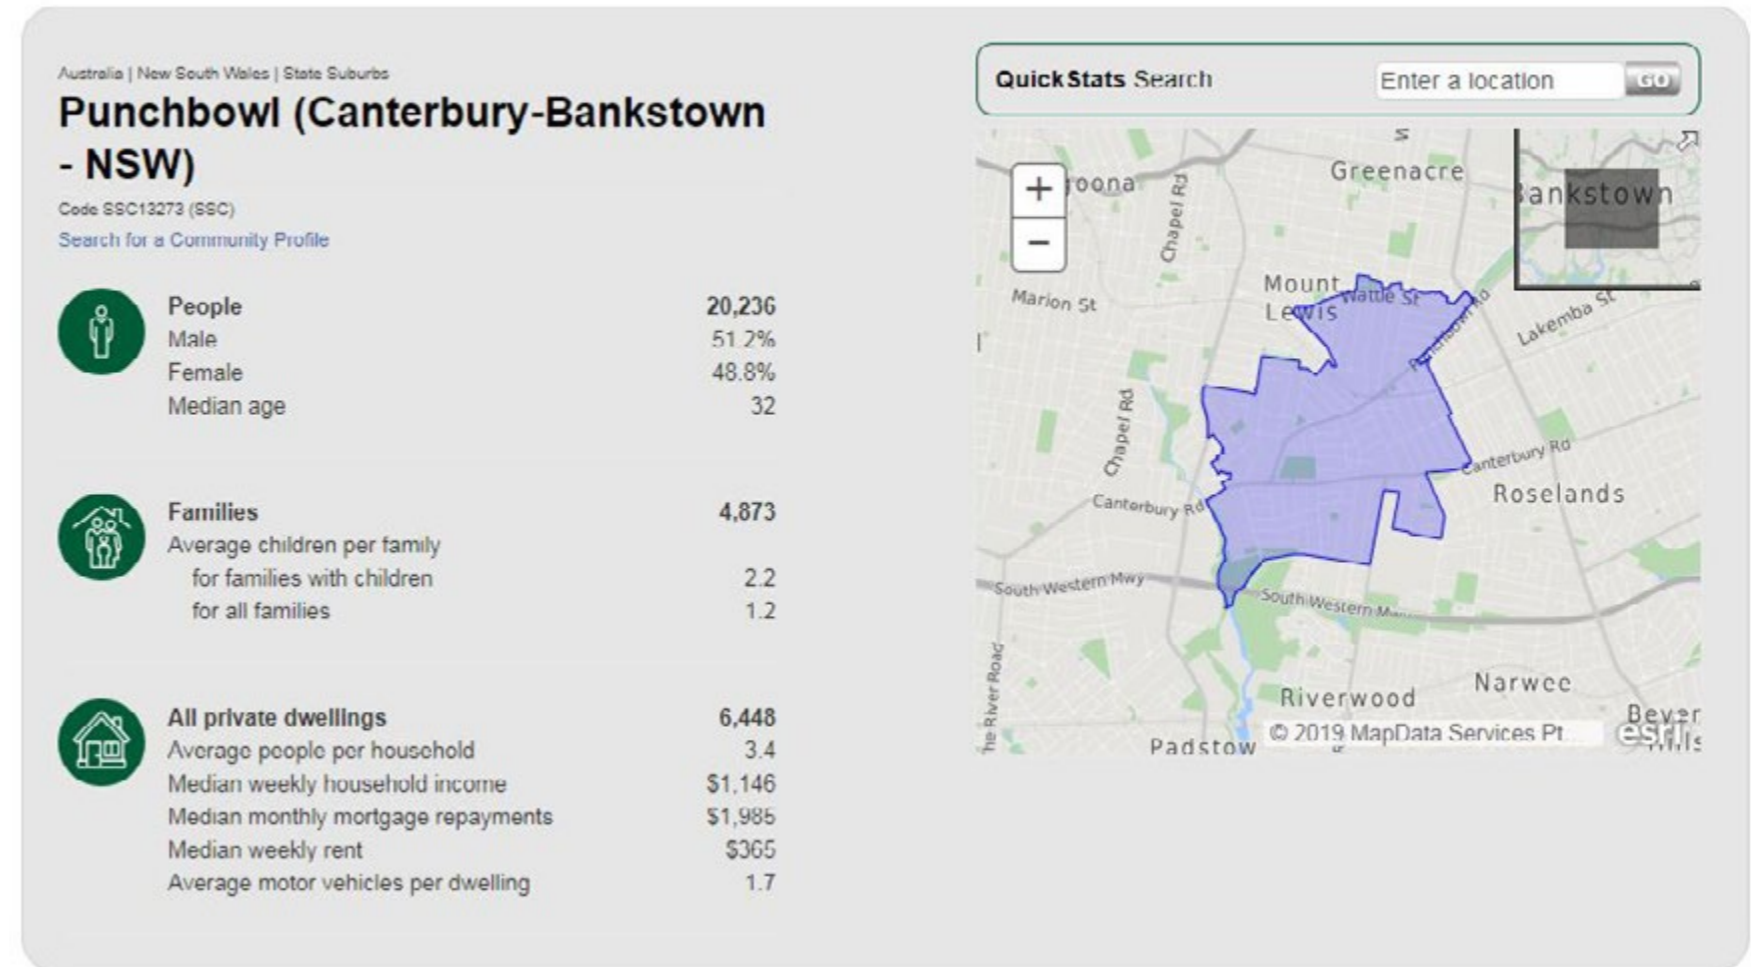 Australia | New South Wales | State Suburbs
Punchbowl (Canterbury-Bankstown
- NSW)
Code SSC13273 (SSC)
Search for a Community Profile
People 20,236
Male 51.2%
Female 48.8%
Median age 32
Families 4,873
Average children per family
for families with children 2.2
for all families 1.2
All private dwellings 6,448
Average people per household 3.4
Median weekly household income $1,146
Median monthly mortgage repayments $1,985
Median weekly rent $365
Average motor vehicles per dwelling 1.7
QuickStats Search
Enter a location
GO
+
−
Greenacre
Bankstown
Chapel Rd
Marion St
Mount
Lewis
Wattle St
Punchbowl Rd
Lakemba St
Chapel Rd
Canterbury Rd
Canterbury Rd
Roselands
South Western Mwy
South Western Mwy
Narwee
Riverwood
Padstow
© 2019 MapData Services Pt...
esri